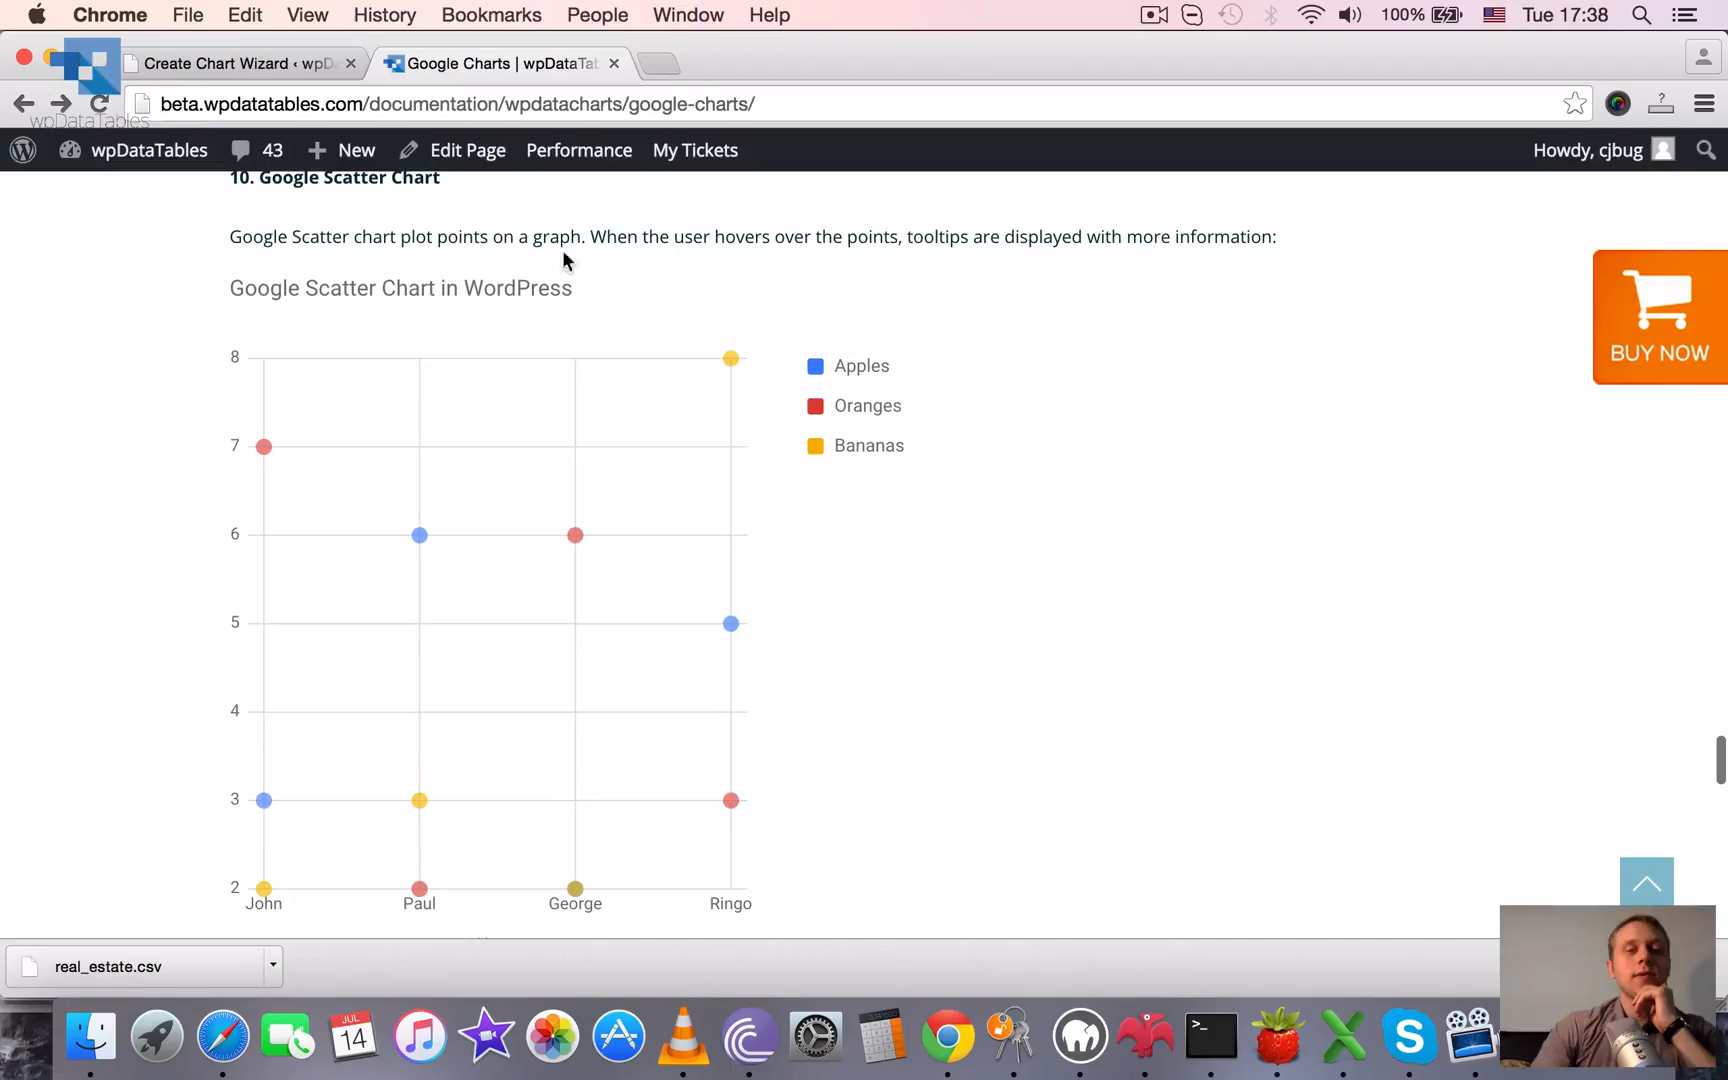 Chrome File Edit View History Bookmarks People Window Help 100% Tue 17:38
Create Chart Wizard ‹ wpD
Google Charts | wpDataTab
beta.wpdatatables.com/documentation/wpdatacharts/google-charts/
wpDataTables
wpDataTables 43 New Edit Page Performance My Tickets Howdy, cjbug
10. Google Scatter Chart
Google Scatter chart plot points on a graph. When the user hovers over the points, tooltips are displayed with more information:
Google Scatter Chart in WordPress
BUY NOW
8
7
6
5
4
3
2
Apples
Oranges
Bananas
John Paul George Ringo
real_estate.csv
JUL
14